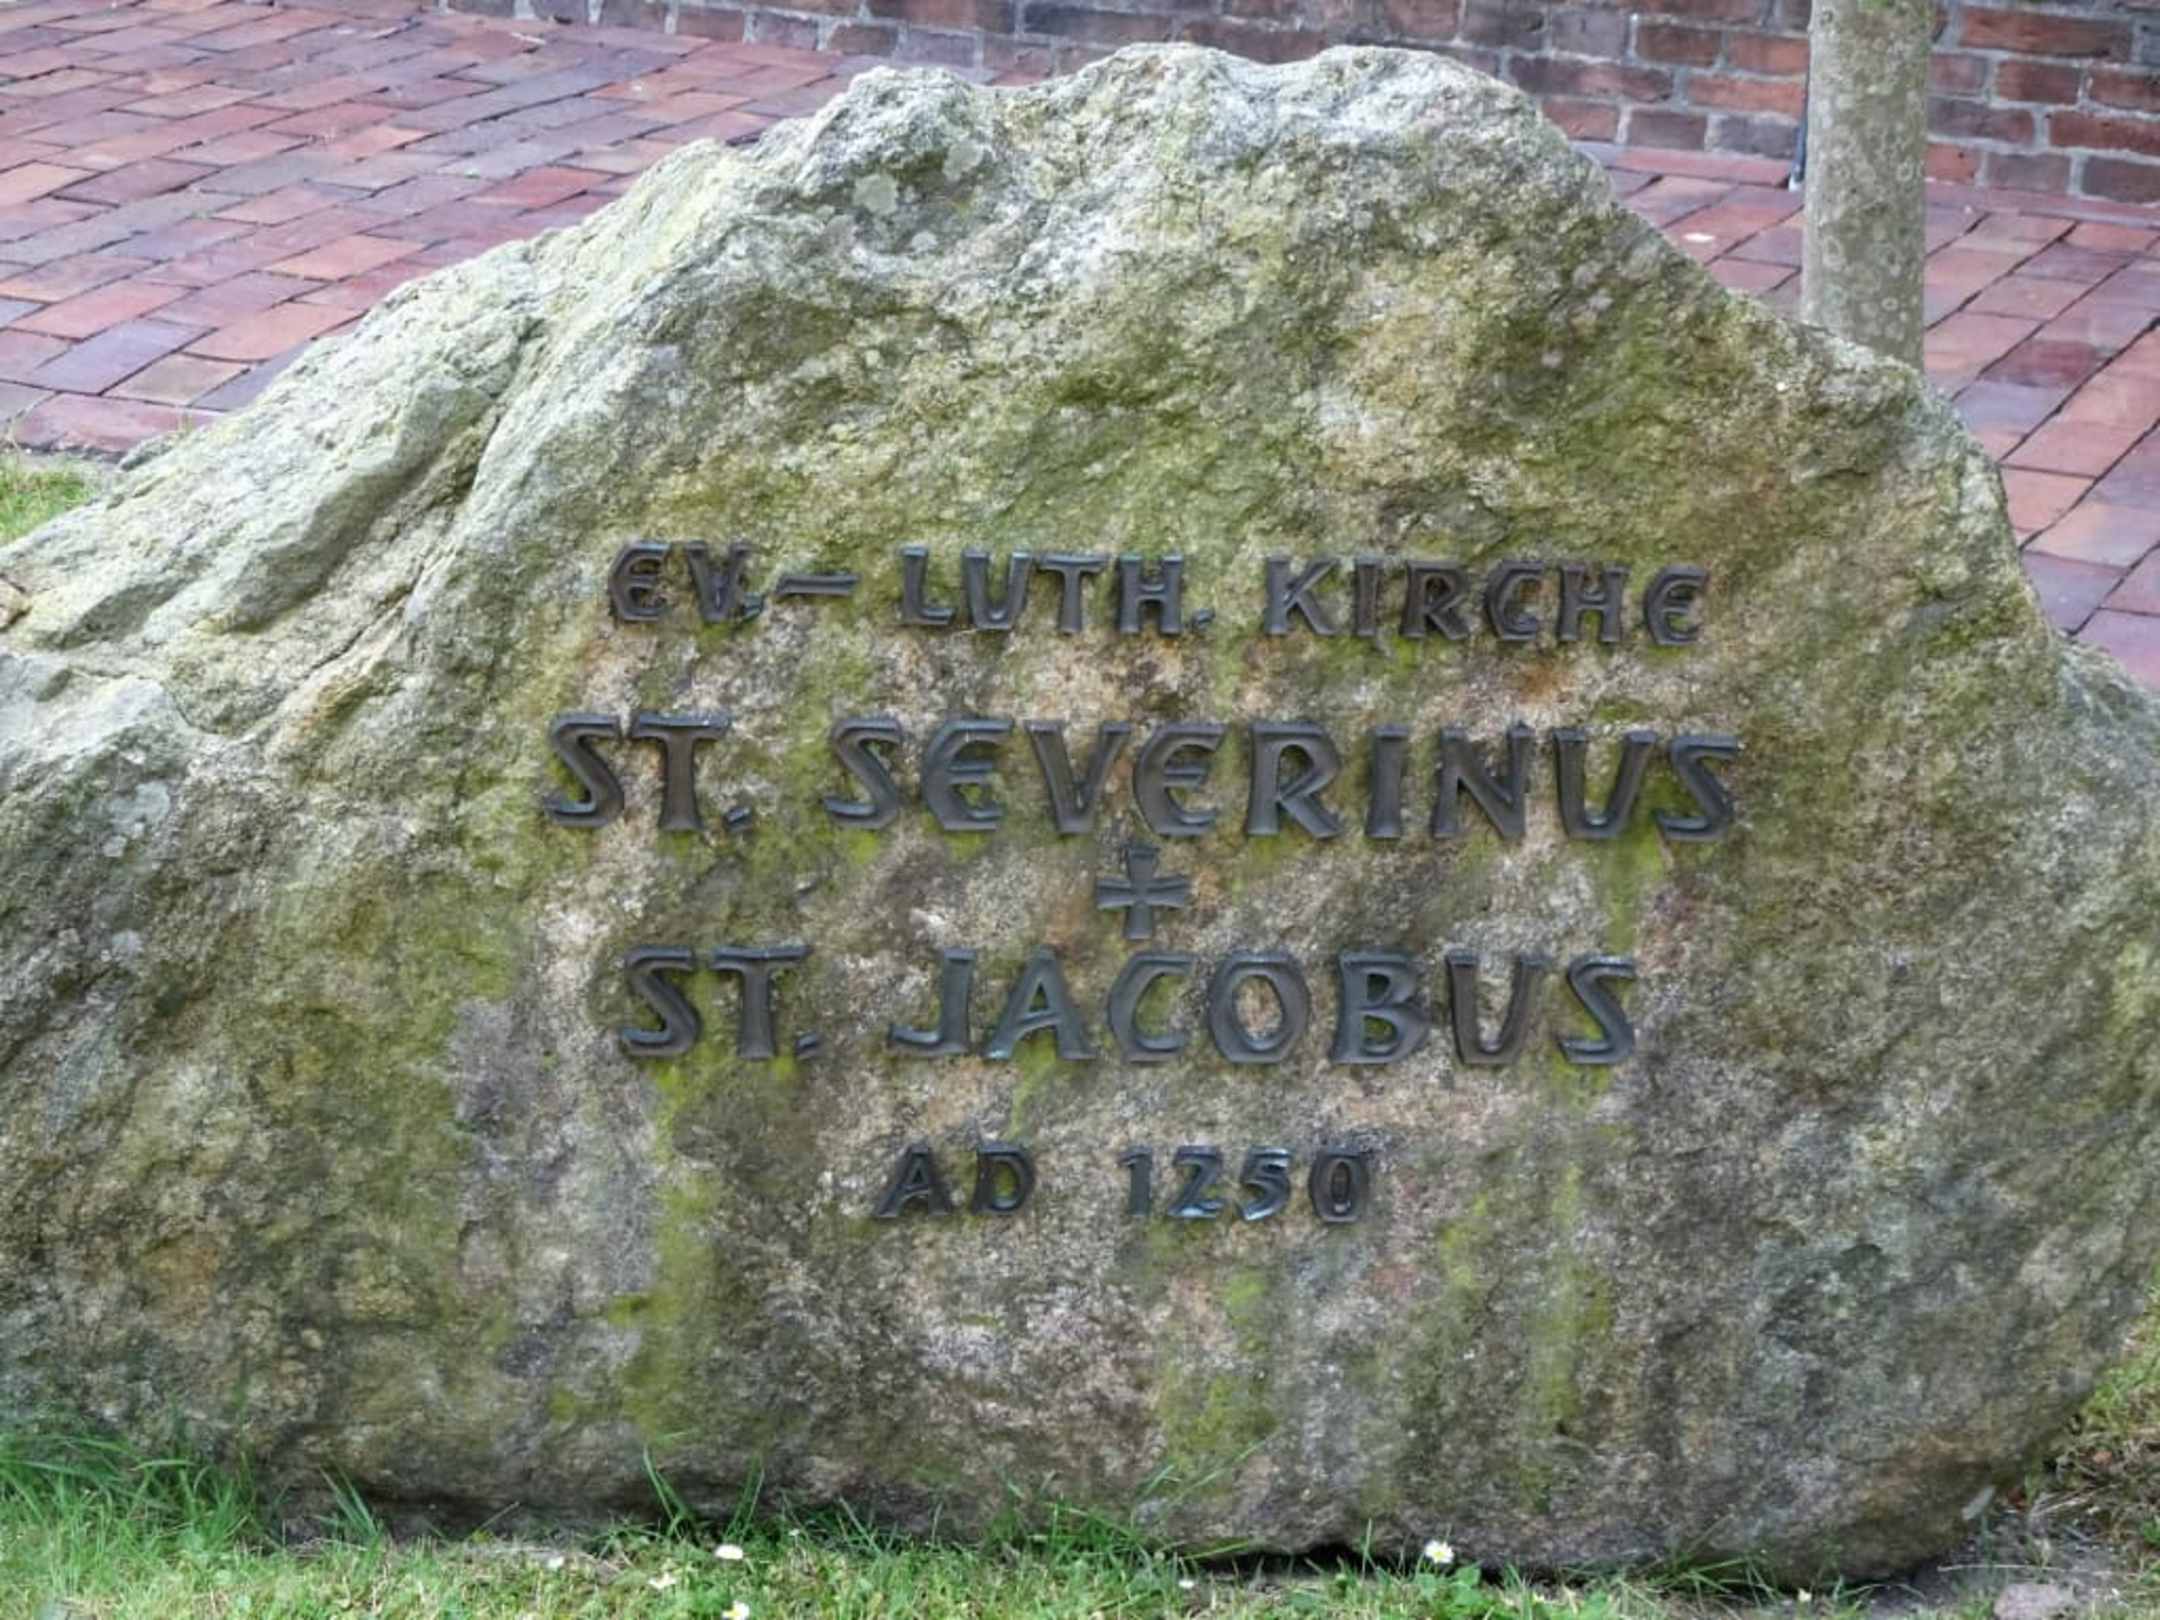 EV.-LUTH. KIRCHE
ST. SEVERINUS
ST. JACOBUS
AD 1250